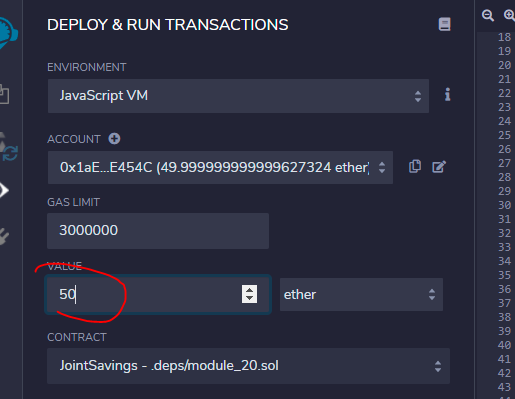 DEPLOY & RUN TRANSACTIONS
ENVIRONMENT
JavaScript VM
ACCOUNT
0x1aE...E454C (49.999999999999627324 ether)
GAS LIMIT
3000000
VALUE
50
ether
CONTRACT
JointSavings - .deps/module_20.sol
18
19
20
21
22
23
24
25
26
27
28
29
30
31
32
33
34
35
36
37
38
39
40
41
42
43